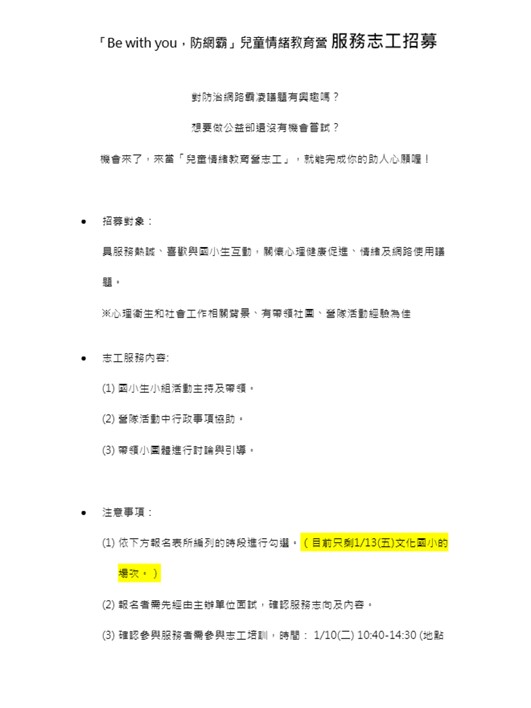 「Be with you，防網霸」兒童情緒教育營 服務志工招募
對防治網路霸凌議題有興趣嗎？
想要做公益卻還沒有機會嘗試？
機會來了，來當「兒童情緒教育營志工」，就能完成你的助人心願喔！
● 招募對象：
具服務熱誠、喜歡與國小生互動，關懷心理健康促進、情緒及網路使用議
題。
※心理衛生和社會工作相關背景、有帶領社團、營隊活動經驗為佳
● 志工服務內容:
(1) 國小生小組活動主持及帶領。
(2) 營隊活動中行政事項協助。
(3) 帶領小團體進行討論與引導。
● 注意事項：
(1) 依下方報名表所編列的時段進行勾選。（目前只剩1/13(五)文化國小的
場次。）
(2) 報名者需先經由主辦單位面試，確認服務志向及內容。
(3) 確認參與服務者需參與志工培訓，時間： 1/10(二) 10:40-14:30 (地點